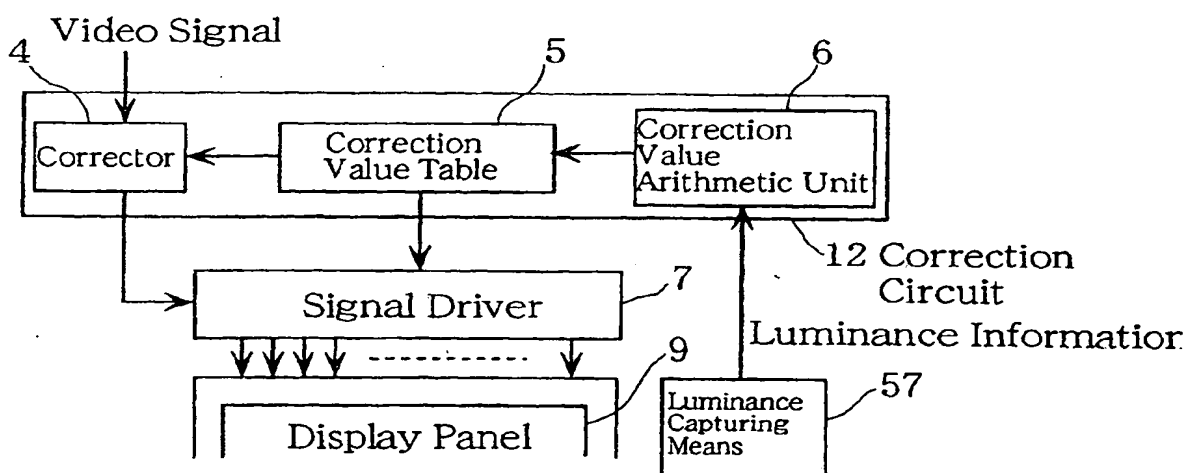 Video Signal
4
5
6
Corrector
Correction
Value Table
Correction
Value
Arithmetic Unit
12 Correction
Circuit
7
Signal Driver
Luminance Information
9
57
Display Panel
Luminance
Capturing
Means